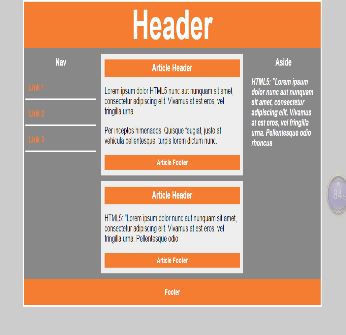 Header
Nav
Link 1
Link 2
Link 3
Article Header
Lorem ipsum dolor HTML5 nunc aut nunquam sit amet,
consectetur adipiscing elit. Vivamus at est eros, vel
fringilla urna.
Per inceptos himenaeos. Quisque feugiat, justo at
vehicula pellentesque, turpis lorem dictum nunc.
Article Footer
Article Header
HTML5: "Lorem ipsum dolor nunc aut nunquam sit amet,
consectetur adipiscing elit. Vivamus at est eros, vel
fringilla urna. Pellentesque odio
Article Footer
Aside
HTML5: "Lorem ipsum
dolor nunc aut nunquam
sit amet, consectetur
adipiscing elit. Vivamus
at est eros, vel fringilla
urna. Pellentesque odio
rhoncus
Footer